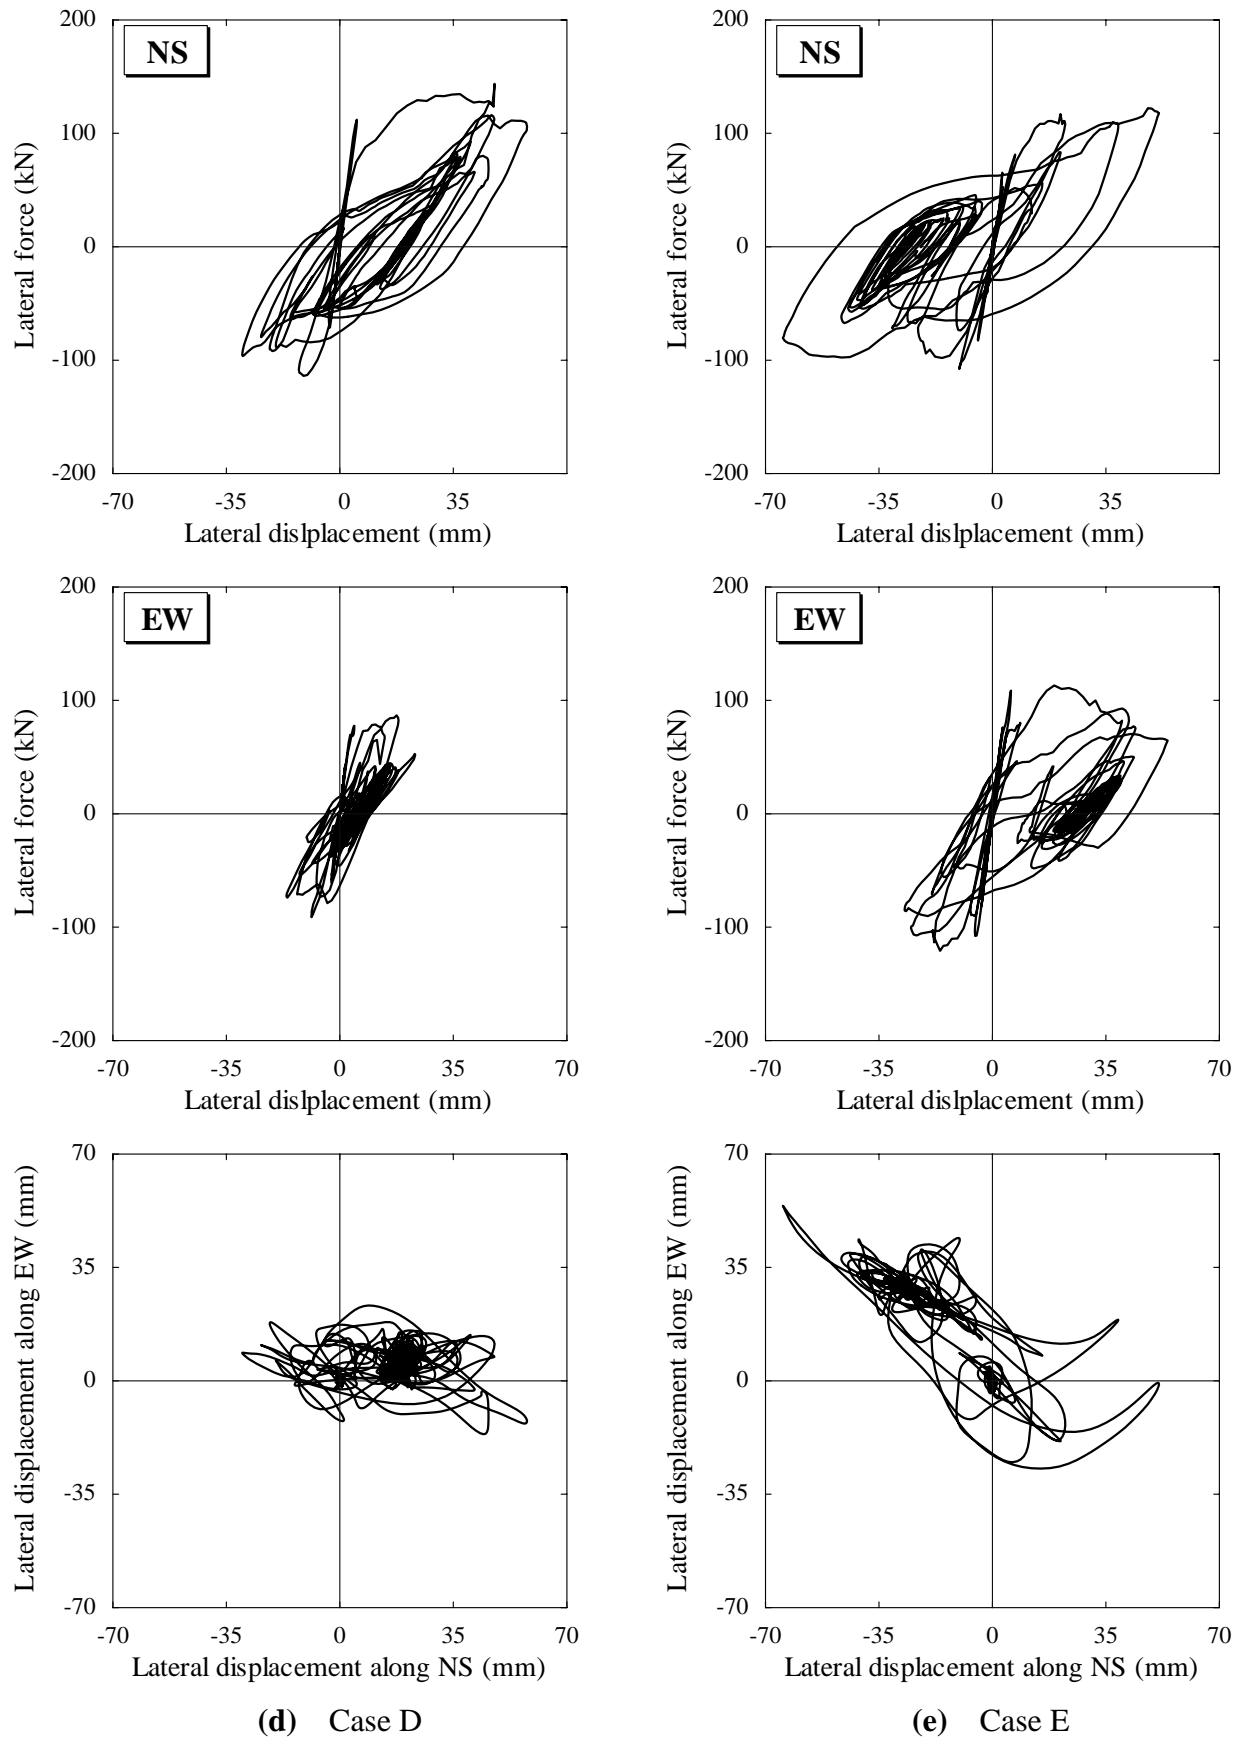 200
NS
100
0
-100
-200
Lateral force (kN)
-70 -35 0 35
Lateral dislplacement (mm)
200
NS
100
0
-100
-200
Lateral force (kN)
-70 -35 0 35
Lateral dislplacement (mm)
200
EW
100
0
-100
-200
Lateral force (kN)
-70 -35 0 35 70
Lateral dislplacement (mm)
200
EW
100
0
-100
-200
Lateral force (kN)
-70 -35 0 35 70
Lateral dislplacement (mm)
70
35
0
-35
-70
Lateral displacement along EW (mm)
-70 -35 0 35 70
Lateral displacement along NS (mm)
(d) Case D
70
35
0
-35
-70
Lateral displacement along EW (mm)
-70 -35 0 35 70
Lateral displacement along NS (mm)
(e) Case E